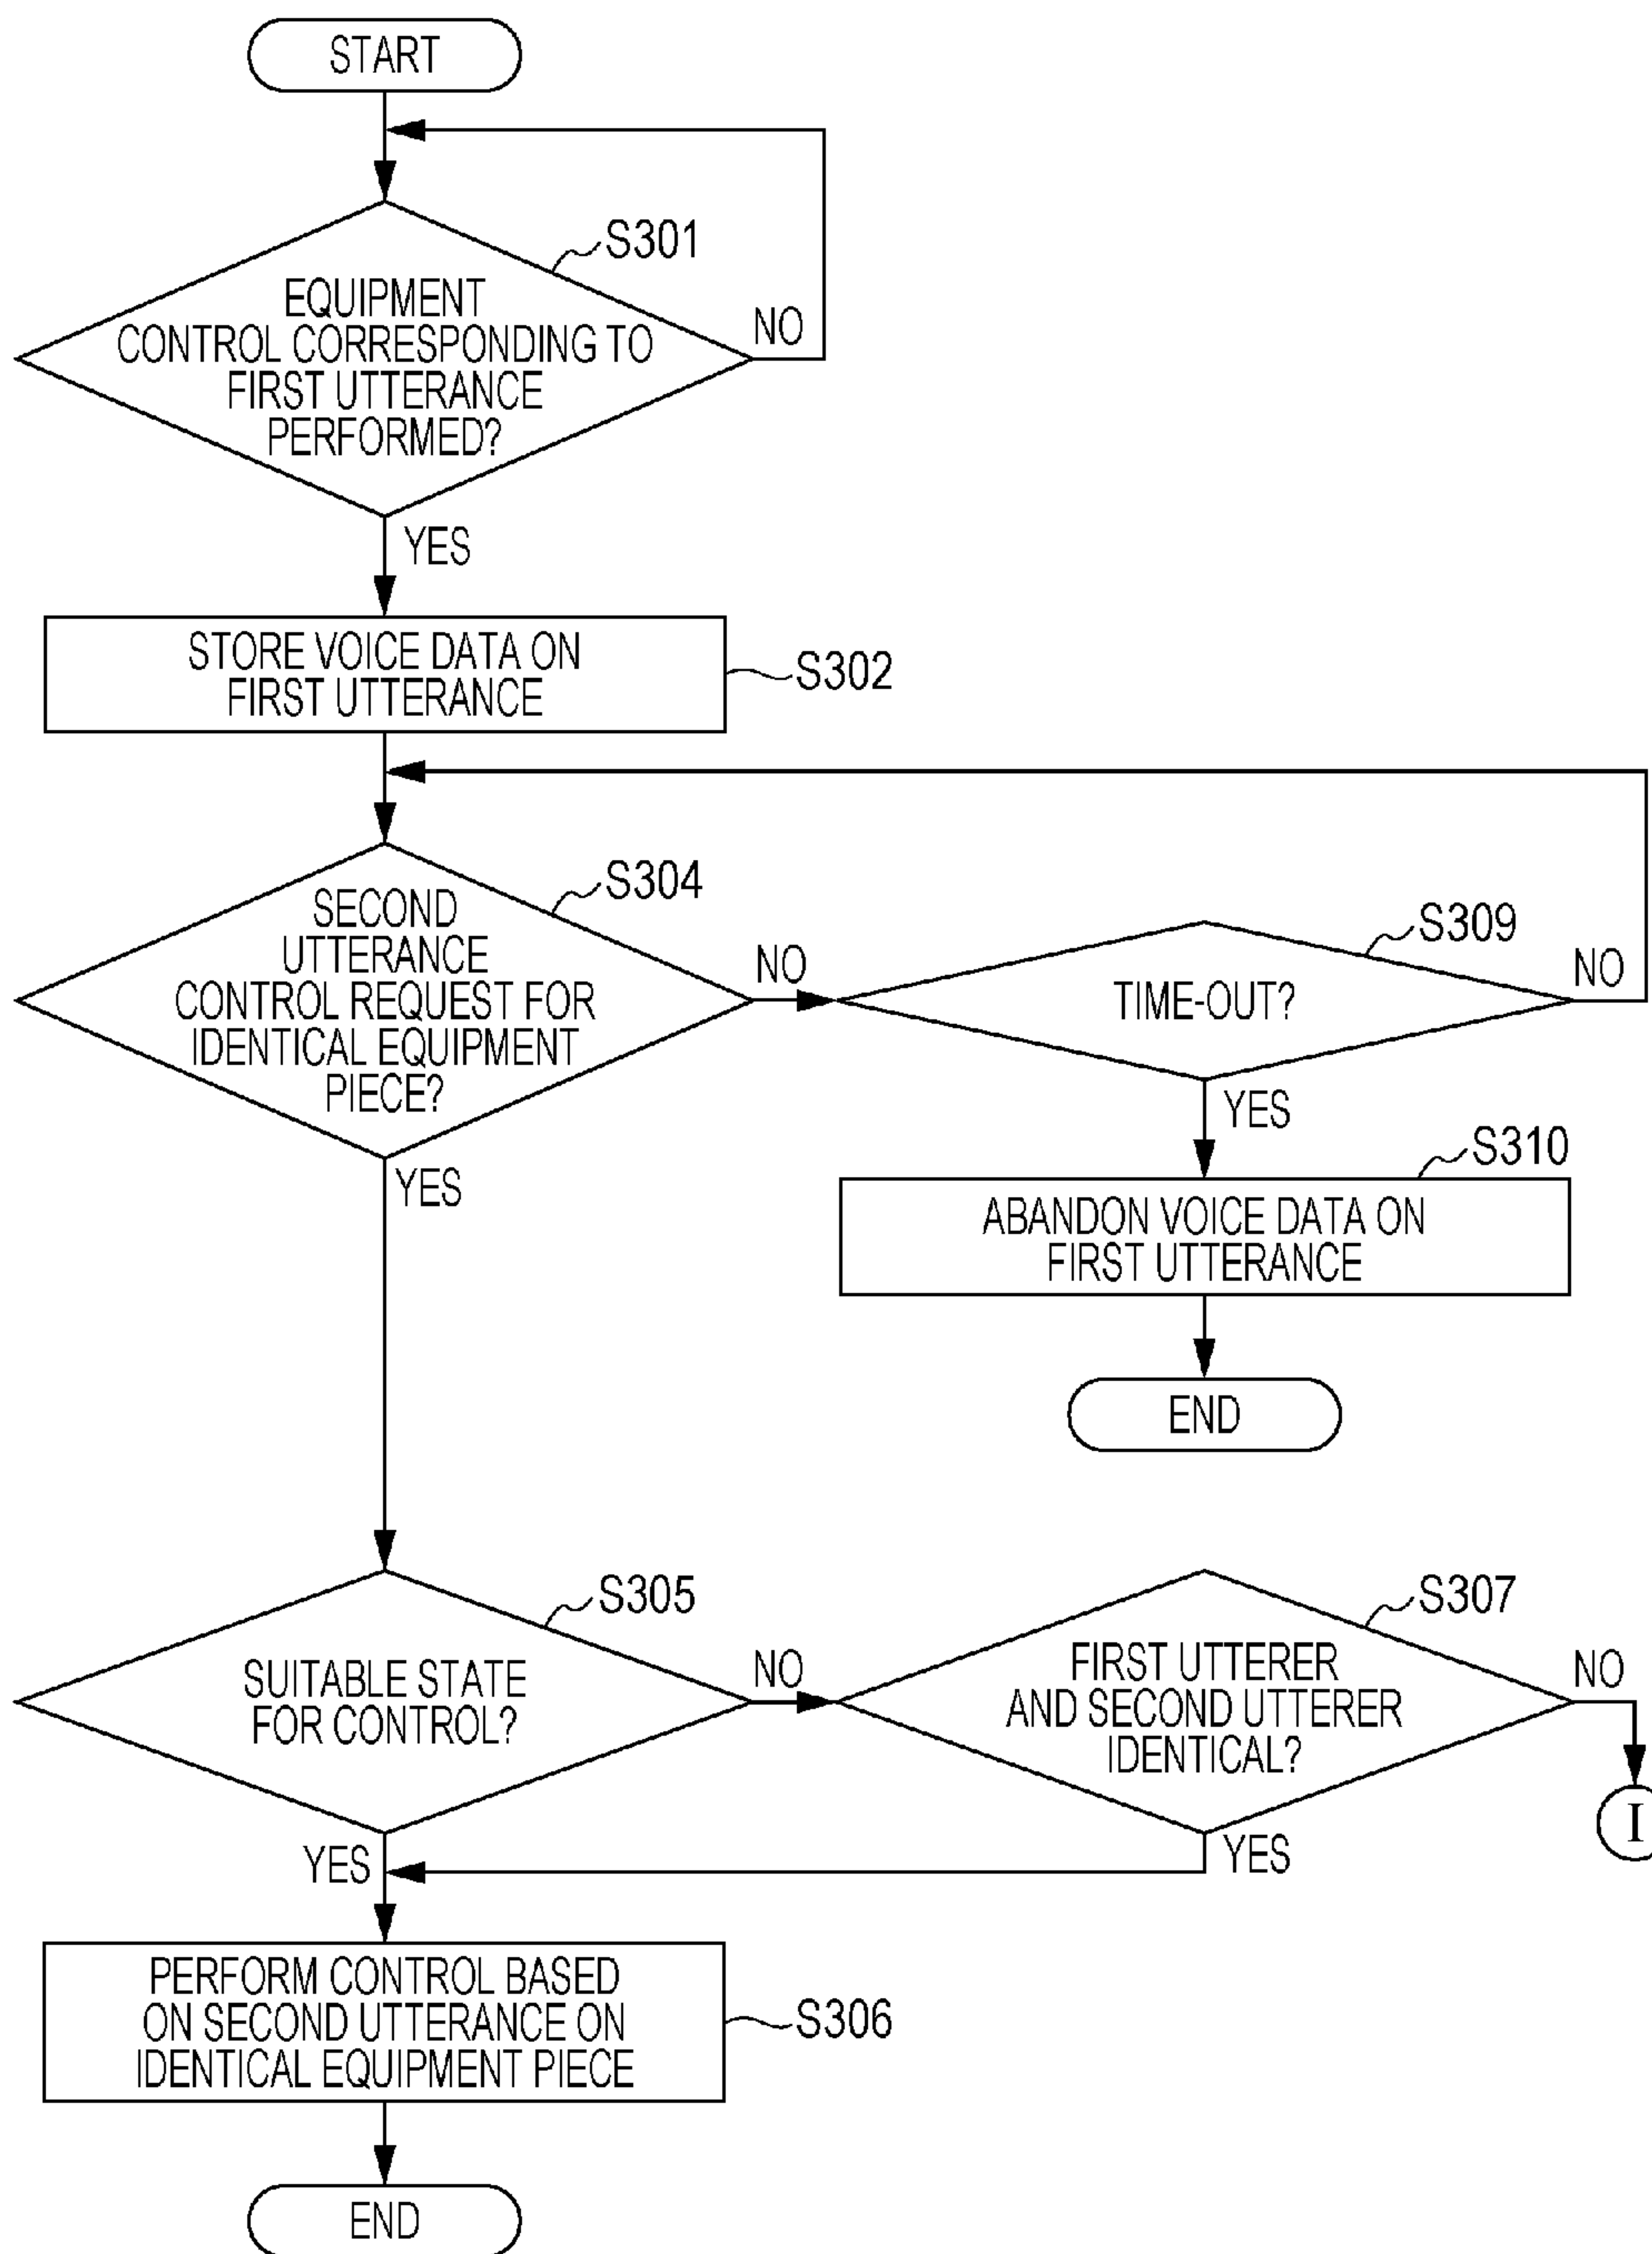 START
S301
EQUIPMENT
CONTROL CORRESPONDING TO
FIRST UTTERANCE
PERFORMED?
NO
YES
STORE VOICE DATA ON
FIRST UTTERANCE
S302
S304
SECOND
UTTERANCE
CONTROL REQUEST FOR
IDENTICAL EQUIPMENT
PIECE?
NO
YES
S309
TIME-OUT?
NO
YES
S310
ABANDON VOICE DATA ON
FIRST UTTERANCE
END
S305
SUITABLE STATE
FOR CONTROL?
NO
YES
S307
FIRST UTTERER
AND SECOND UTTERER
IDENTICAL?
NO
I
YES
PERFORM CONTROL BASED
ON SECOND UTTERANCE ON
IDENTICAL EQUIPMENT PIECE
S306
END